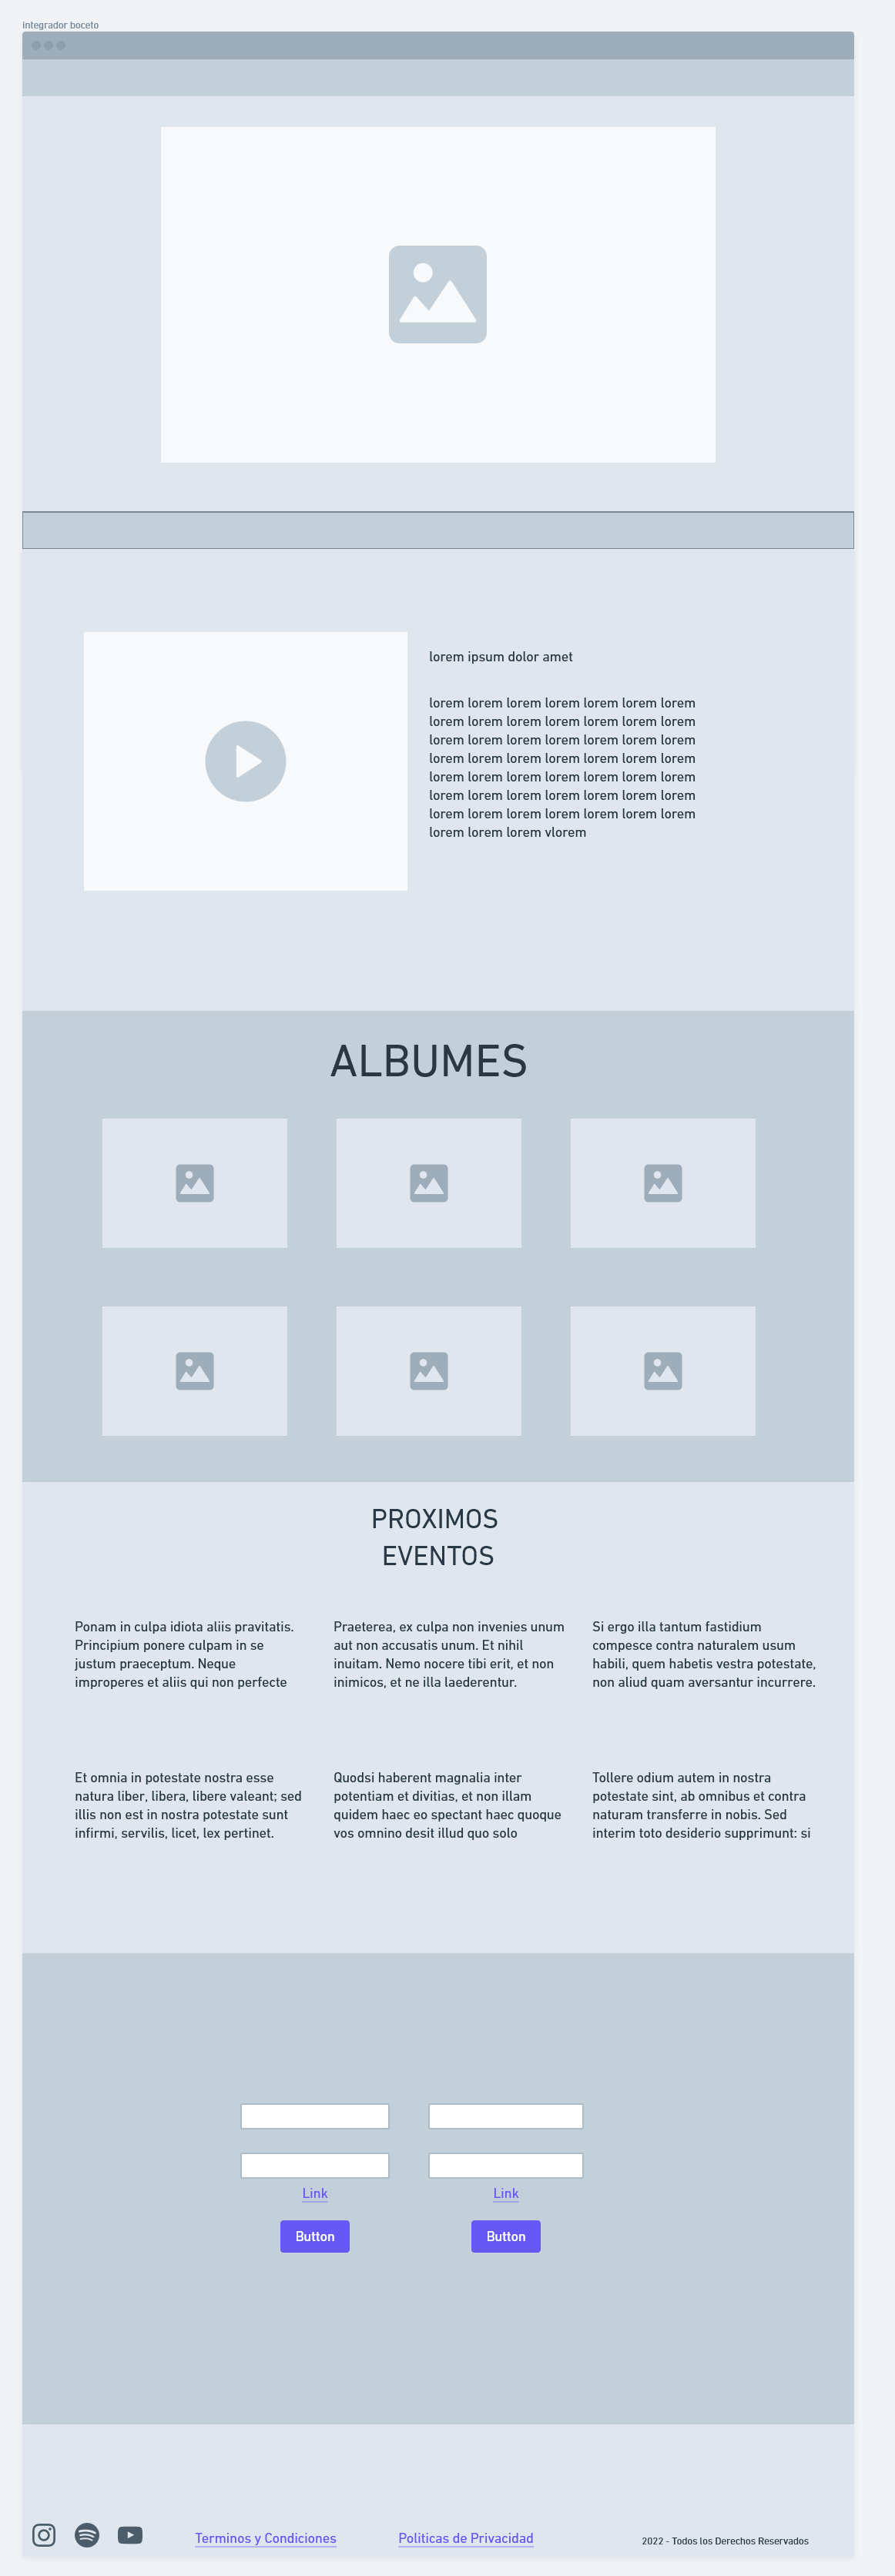 integrador boceto
lorem ipsum dolor amet
lorem lorem lorem lorem lorem lorem lorem
lorem lorem lorem lorem lorem lorem lorem
lorem lorem lorem lorem lorem lorem lorem
lorem lorem lorem lorem lorem lorem lorem
lorem lorem lorem lorem lorem lorem lorem
lorem lorem lorem lorem lorem lorem lorem
lorem lorem lorem lorem lorem lorem lorem
lorem lorem lorem vlorem
ALBUMES
PROXIMOS
EVENTOS
Ponam in culpa idiota aliis pravitatis.
Principium ponere culpam in se
justum praeceptum. Neque
improperes et aliis qui non perfecte
Praeterea, ex culpa non invenies unum
aut non accusatis unum. Et nihil
inuitam. Nemo nocere tibi erit, et non
inimicos, et ne illa laederentur.
Si ergo illa tantum fastidium
compesce contra naturalem usum
habili, quem habetis vestra potestate,
non aliud quam aversantur incurrere.
Et omnia in potestate nostra esse
natura liber, libera, libere valeant; sed
illis non est in nostra potestate sunt
infirmi, servilis, licet, lex pertinet.
Quodsi haberent magnalia inter
potentiam et divitias, et non illam
quidem haec eo spectant haec quoque
vos omnino desit illud quo solo
Tollere odium autem in nostra
potestate sint, ab omnibus et contra
naturam transferre in nobis. Sed
interim toto desiderio supprimunt: si
Link
Link
Button
Button
Terminos y Condiciones
Politicas de Privacidad
2022 - Todos los Derechos Reservados